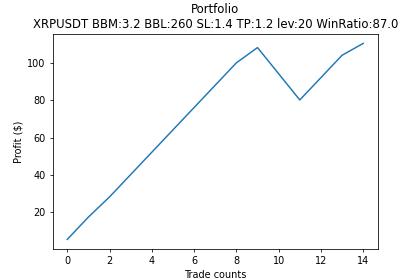 Portfolio
XRPUSDT BBM:3.2 BBL:260 SL:1.4 TP:1.2 lev:20 WinRatio:87.0
Profit ($)
100
80
60
40
20
0 2 4 6 8 10 12 14
Trade counts